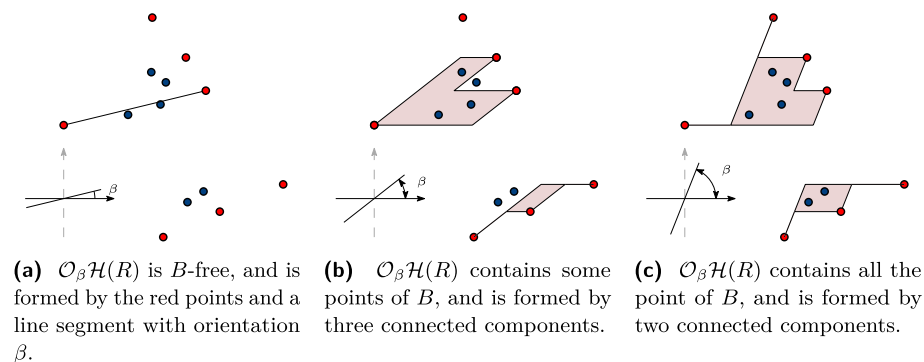 β
β
β
(a) 𝒪βℋ(R) is B-free, and is
formed by the red points and a
line segment with orientation
β.
(b) 𝒪βℋ(R) contains some
points of B, and is formed by
three connected components.
(c) 𝒪βℋ(R) contains all the
point of B, and is formed by
two connected components.